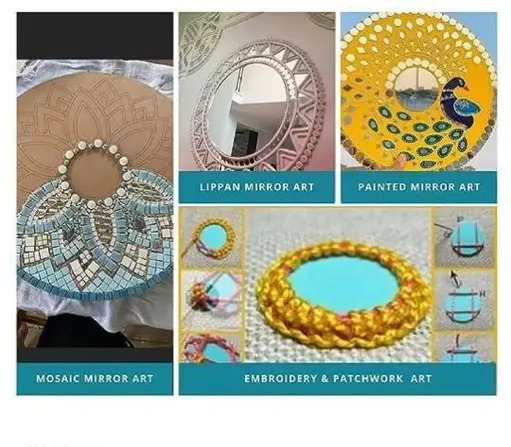 LIPPAN MIRROR ART
PAINTED MIRROR ART
MOSAIC MIRROR ART
EMBROIDERY & PATCHWORK ART